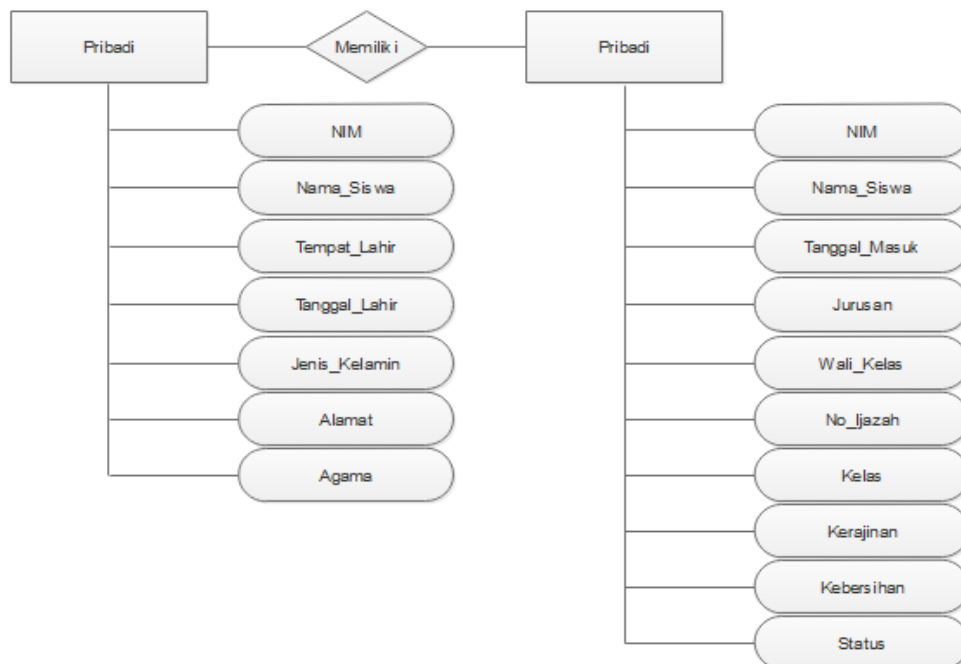 Pribadi
Memiliki
Pribadi
NIM
Nama_Siswa
Tempat_Lahir
Tanggal_Lahir
Jenis_Kelamin
Alamat
Agama
NIM
Nama_Siswa
Tanggal_Masuk
Jurusan
Wali_Kelas
No_Ijazah
Kelas
Kerajinan
Kebersihan
Status